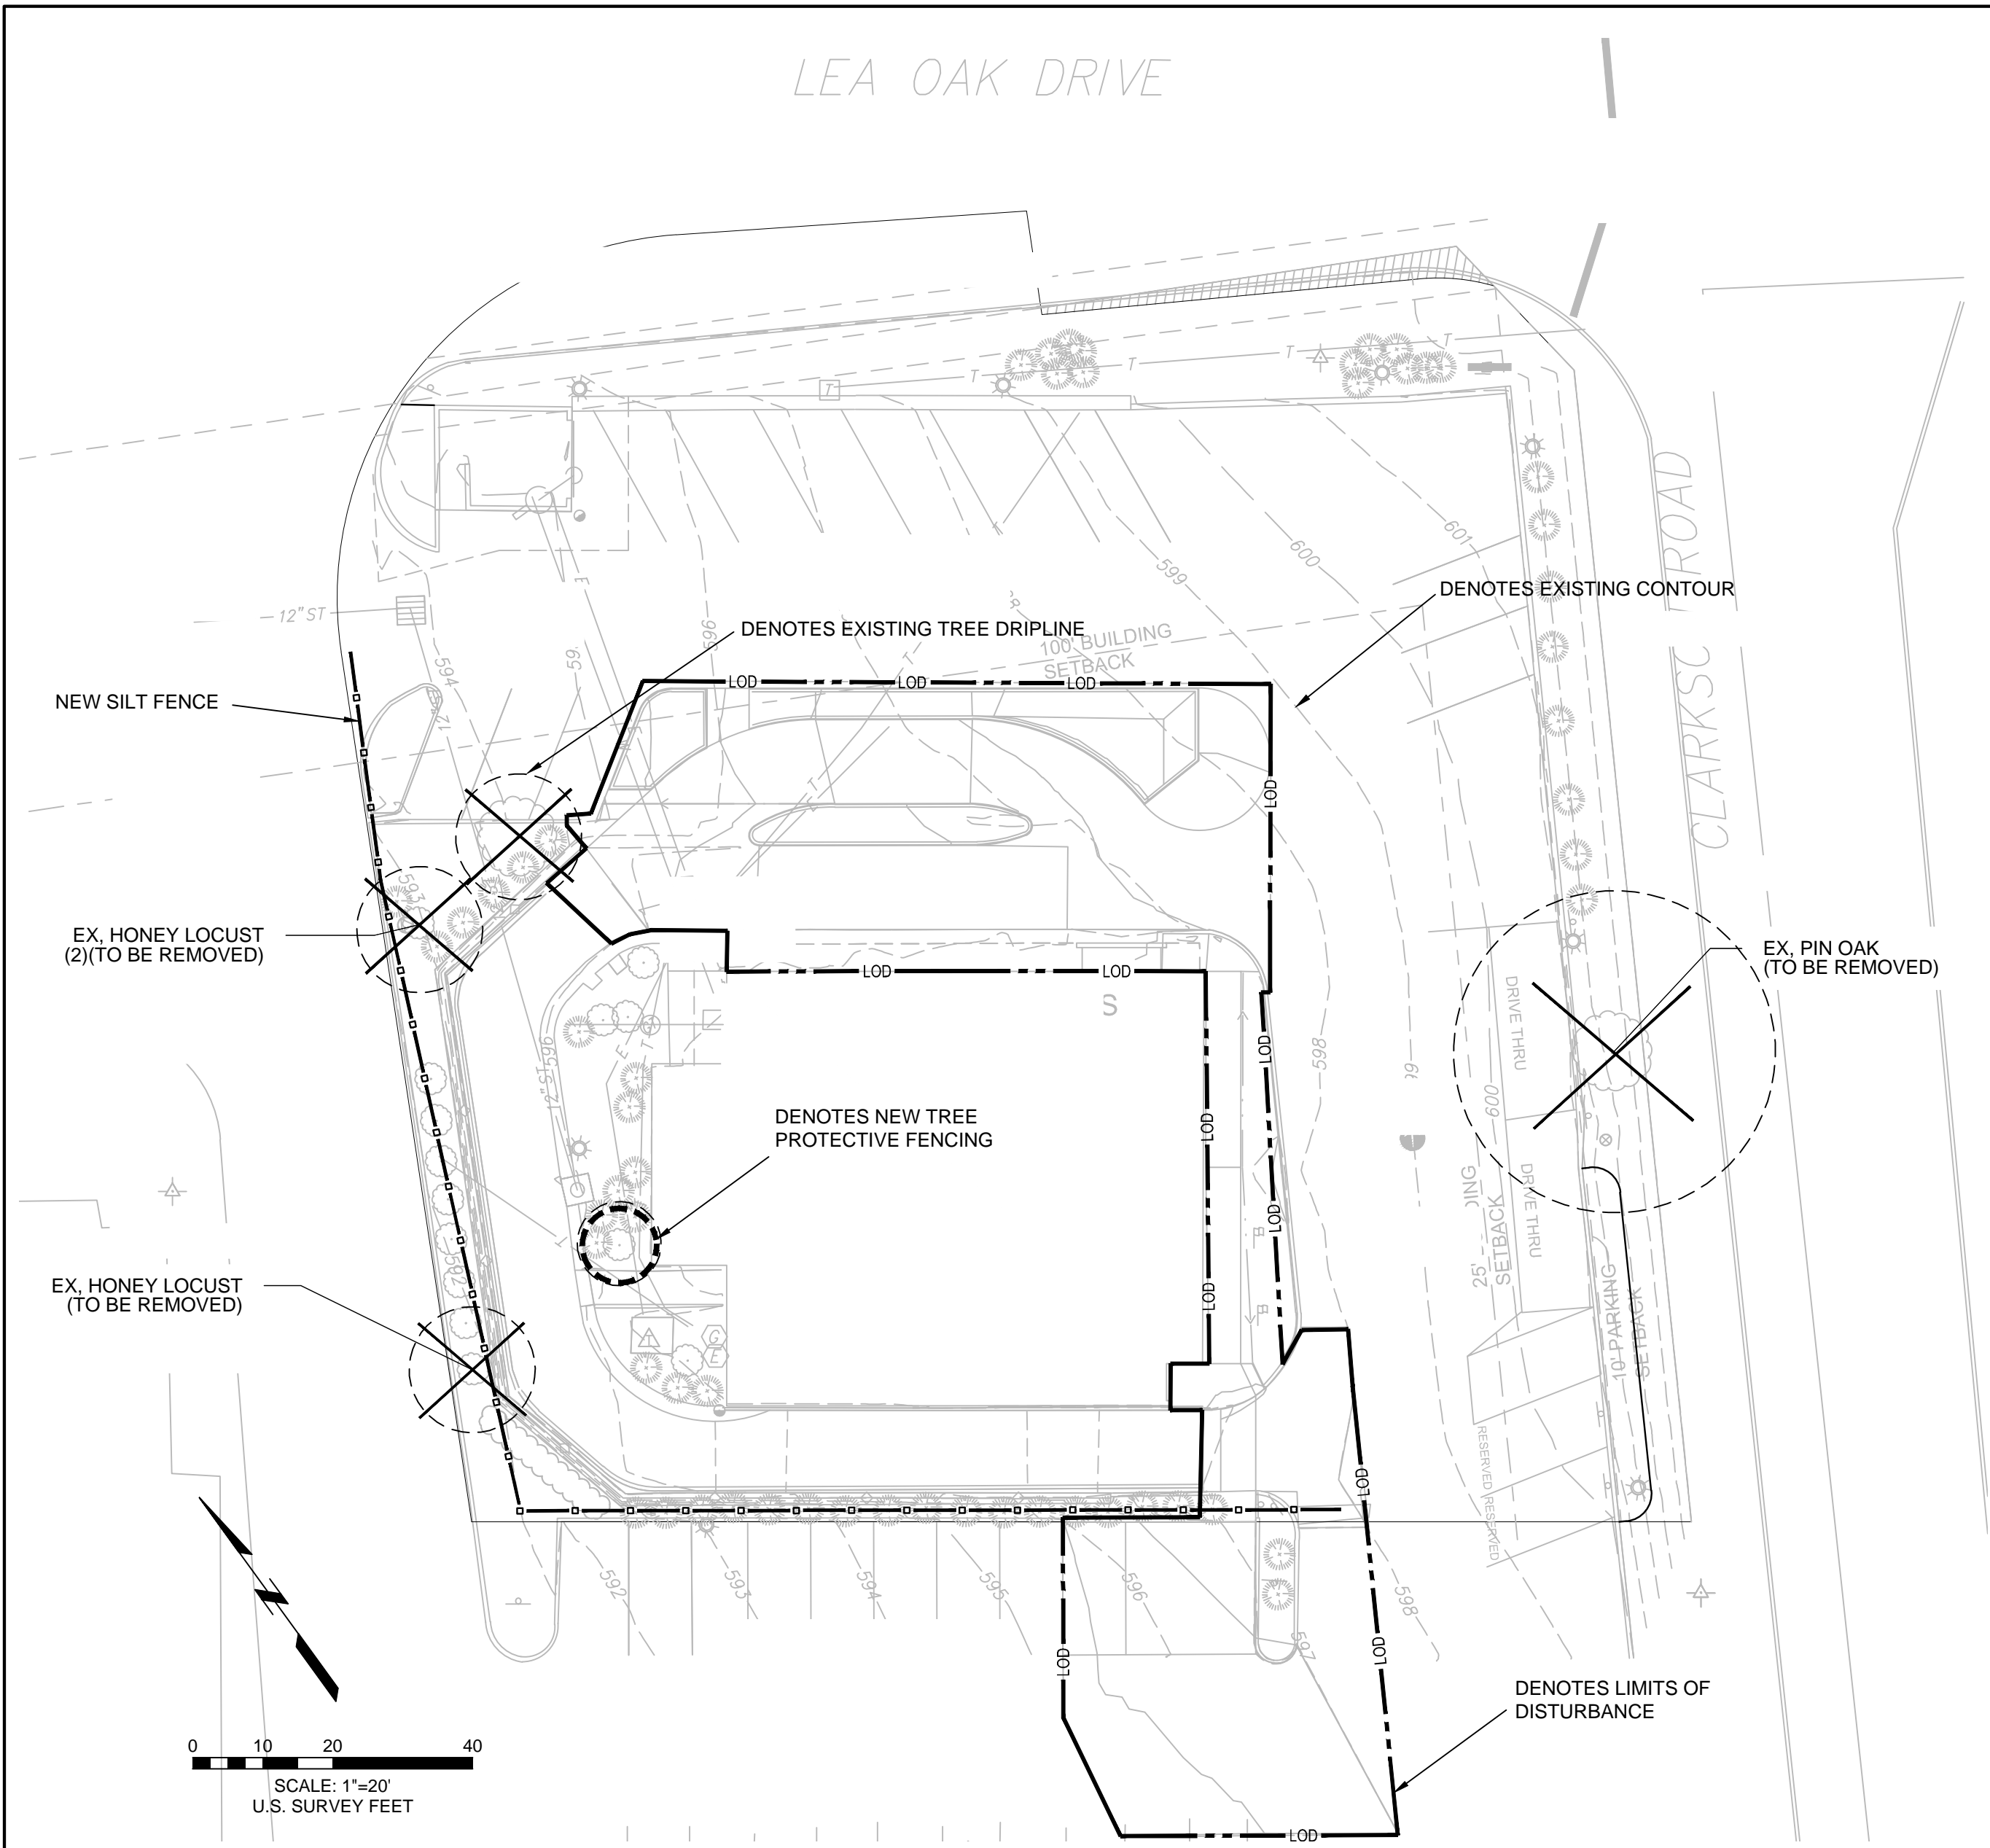 LEA OAK DRIVE
T
T
T
T
T
CLARKSC
ROAD
601
600
599
DENOTES EXISTING CONTOUR
12" ST
DENOTES EXISTING TREE DRIPLINE
596
100' BUILDING
SETBACK
594
59
NEW SILT FENCE
LOD
LOD
LOD
LOD
593
EX, HONEY LOCUST
(2)(TO BE REMOVED)
EX, PIN OAK
(TO BE REMOVED)
LOD
LOD
S
DRIVE THRU
LOD
598
600
596
12" ST
LOD
DENOTES NEW TREE
PROTECTIVE FENCING
DRIVE THRU
LOD
25'
SETBACK
592
EX, HONEY LOCUST
(TO BE REMOVED)
LOD
G
E
T
10' PARKING
SETBACK
RESERVED
RESERVED
LOD
592
593
594
595
596
597
598
LOD
LOD
DENOTES LIMITS OF
DISTURBANCE
0 10 20 40
SCALE: 1"=20'
U.S. SURVEY FEET
LOD